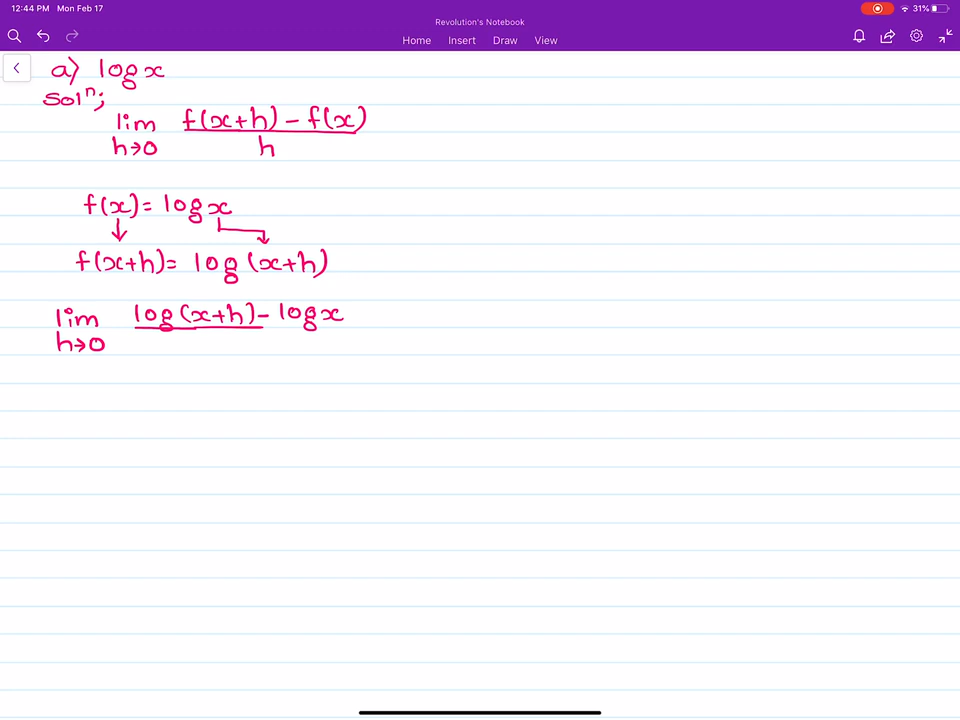 12:44 PM Mon Feb 17
31%
Revolution's Notebook
Home Insert Draw View
a) log x
Solⁿ;
lim f(x+h) - f(x)
h→0 h
f(x) = log x
f(x+h) = log (x+h)
lim log (x+h) - log x
h→0